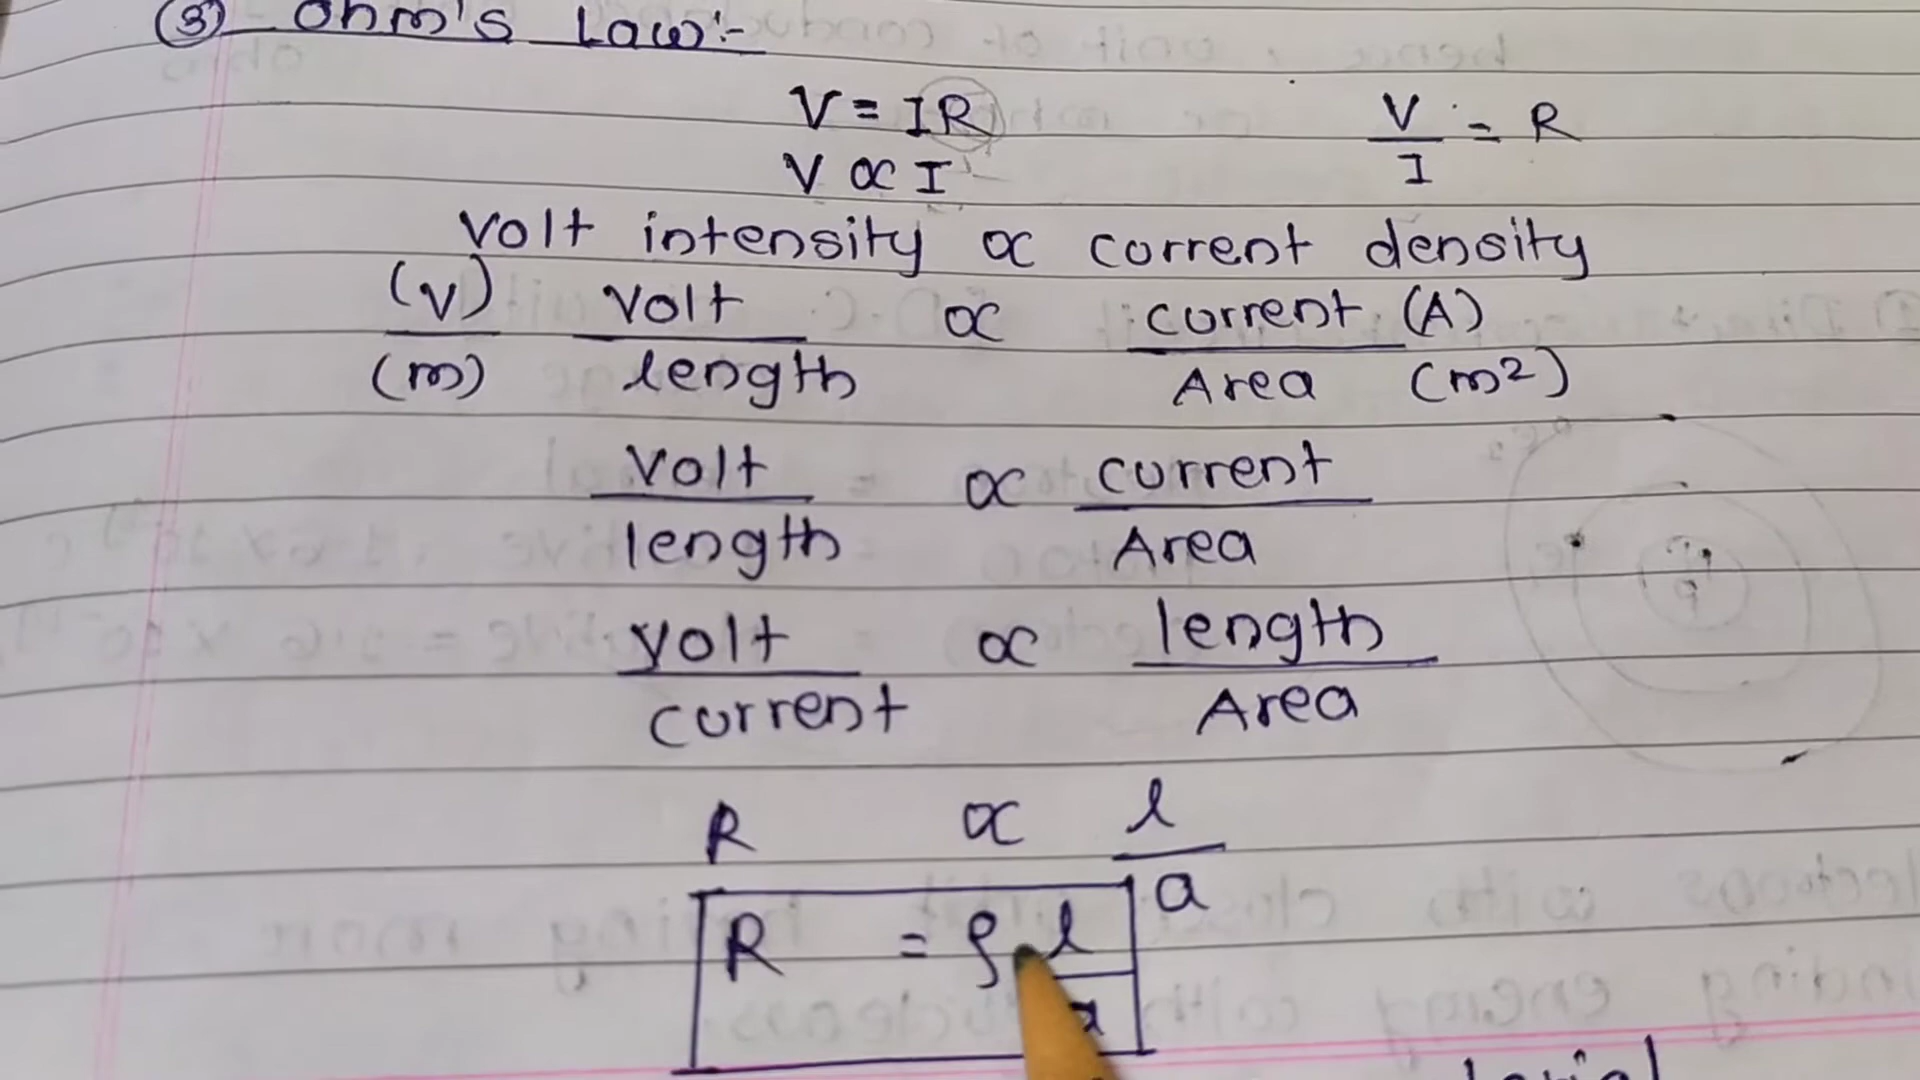 ③ ohm's Law:-
V = IR    V/I = R
V ∝ I
Volt intensity ∝ current density
(V)/(m) Volt/length ∝ current (A)/Area (m²)
Volt/length ∝ current/Area
Volt/current ∝ length/Area
R ∝ l/a
R = ρ l/a